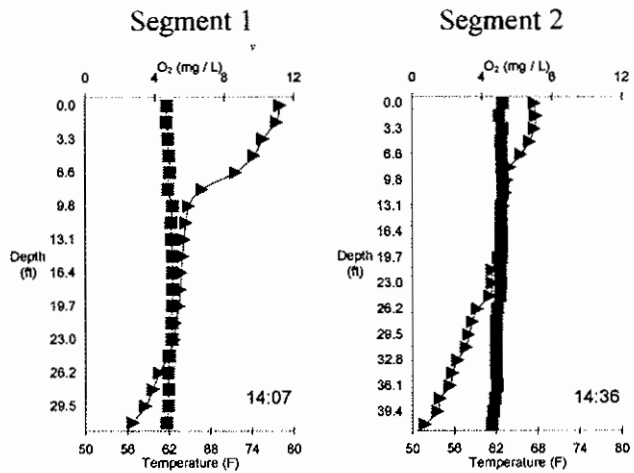 Segment 1
O₂ (mg / L)
0 4 8 12
0.0
3.3
6.6
9.8
13.1
16.4
19.7
23.0
26.2
29.5
Depth
(ft)
14:07
50 56 62 68 74 80
Temperature (F)
Segment 2
O₂ (mg / L)
0 4 8 12
0.0
3.3
6.6
9.8
13.1
16.4
19.7
23.0
26.2
29.5
32.8
36.1
39.4
Depth
(ft)
14:36
50 56 62 68 74 80
Temperature (F)